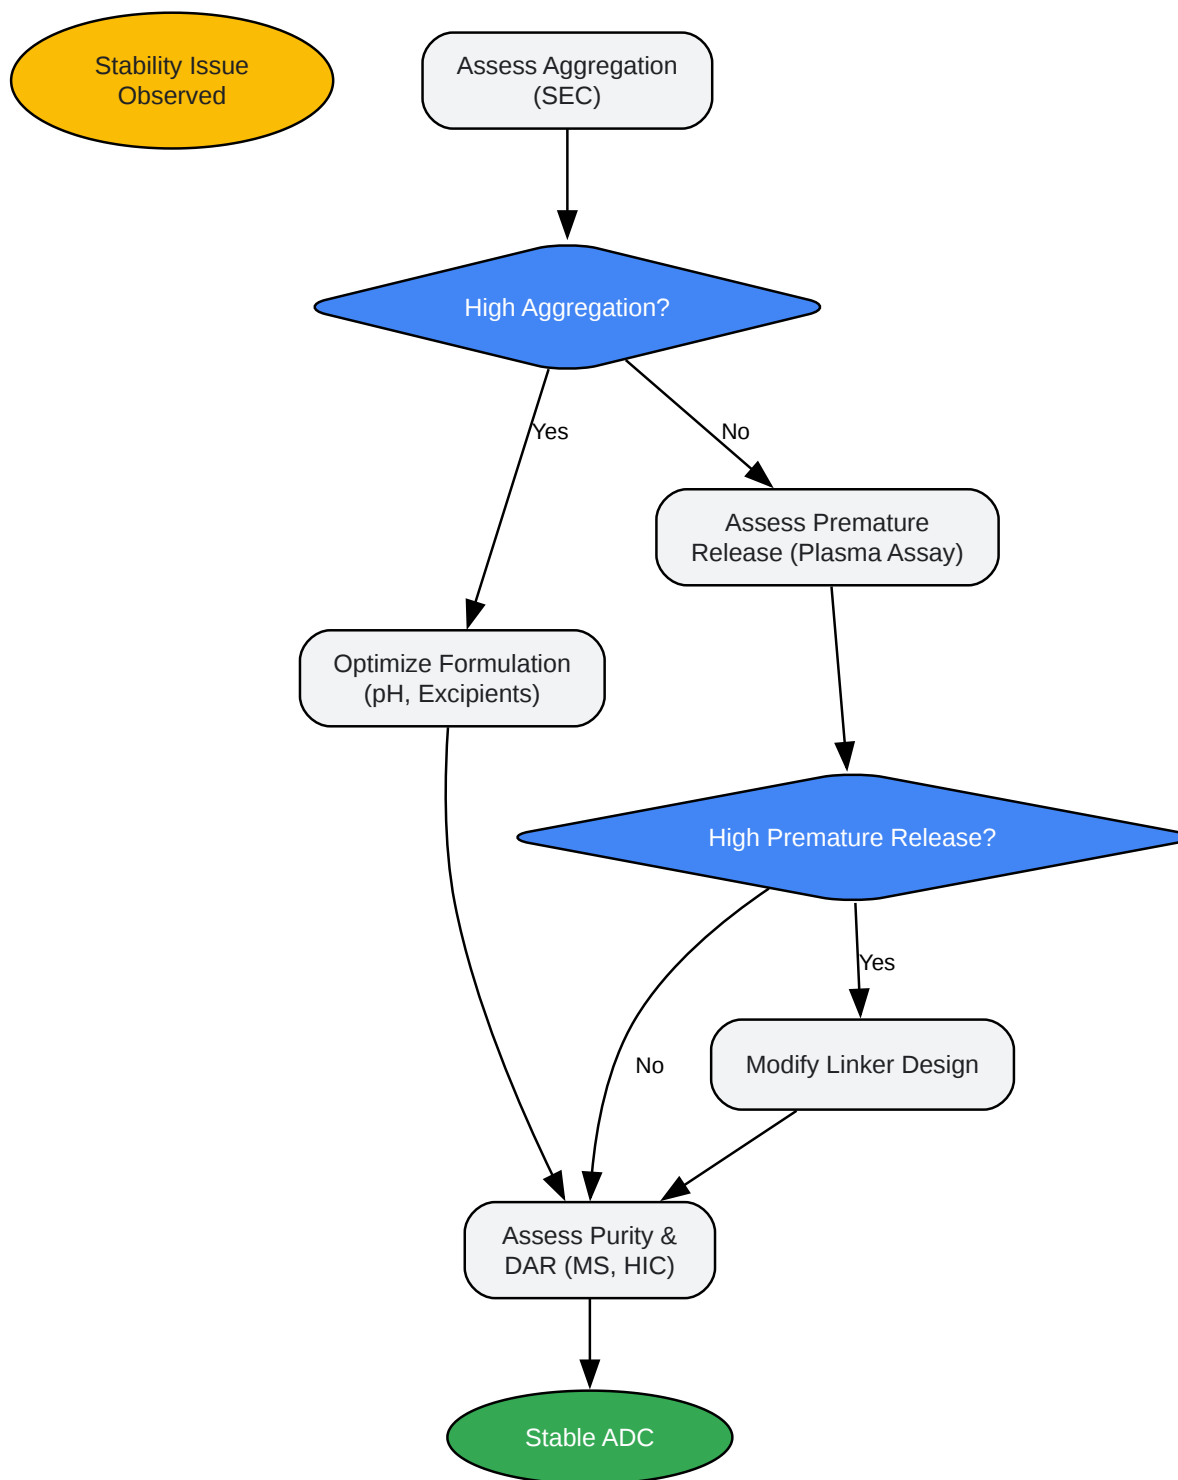 Stability Issue
Observed
Assess Aggregation
(SEC)
High Aggregation?
Yes
No
Assess Premature
Release (Plasma Assay)
Optimize Formulation
(pH, Excipients)
High Premature Release?
Yes
No
Modify Linker Design
Assess Purity &
DAR (MS, HIC)
Stable ADC